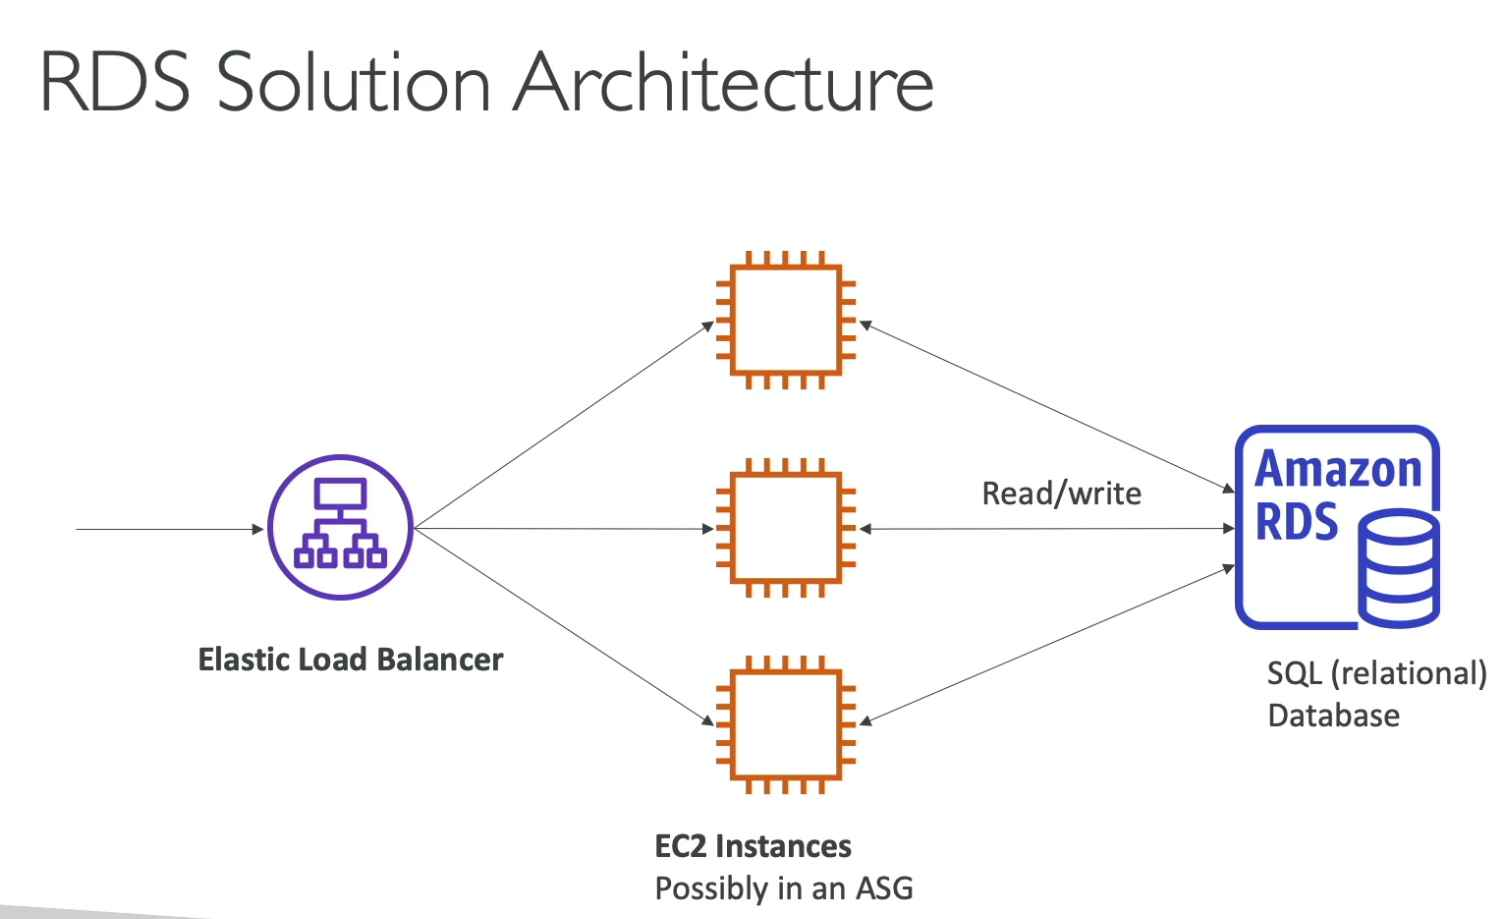 RDS Solution Architecture
Read/write
Amazon
RDS
Elastic Load Balancer
SQL (relational)
Database
EC2 Instances
Possibly in an ASG